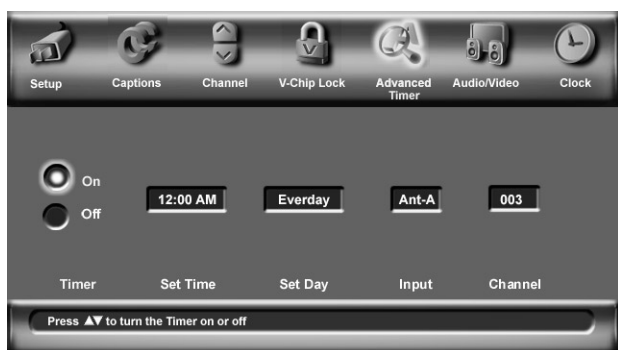 Setup Captions Channel V-Chip Lock Advanced Timer Audio/Video Clock
On
Off
12:00 AM Everday Ant-A 003
Timer Set Time Set Day Input Channel
Press ▲▼ to turn the Timer on or off